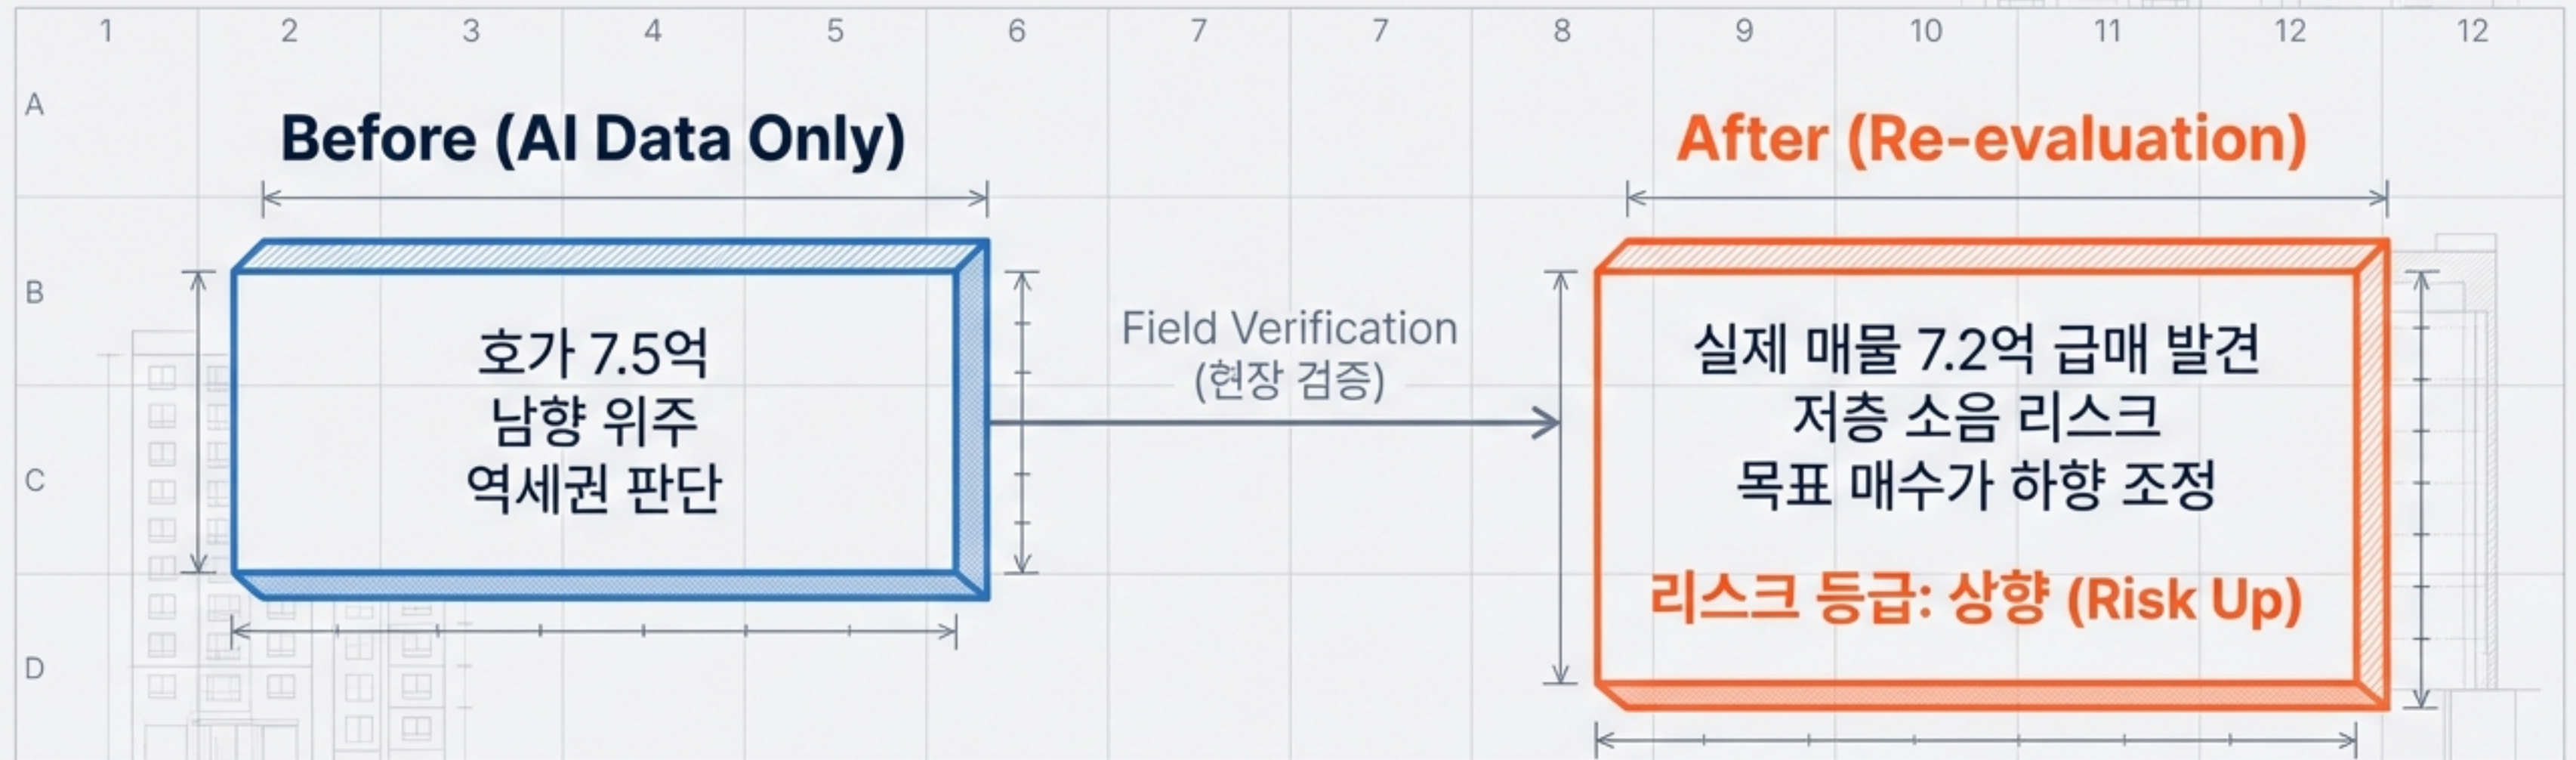 1 2 3 4 5 6 7 7 8 9 10 11 12 12
A
Before (AI Data Only)
After (Re-evaluation)
B
호가 7.5억
남향 위주
역세권 판단
Field Verification
(현장 검증)
실제 매물 7.2억 급매 발견
저층 소음 리스크
목표 매수가 하향 조정
리스크 등급: 상향 (Risk Up)
C
D